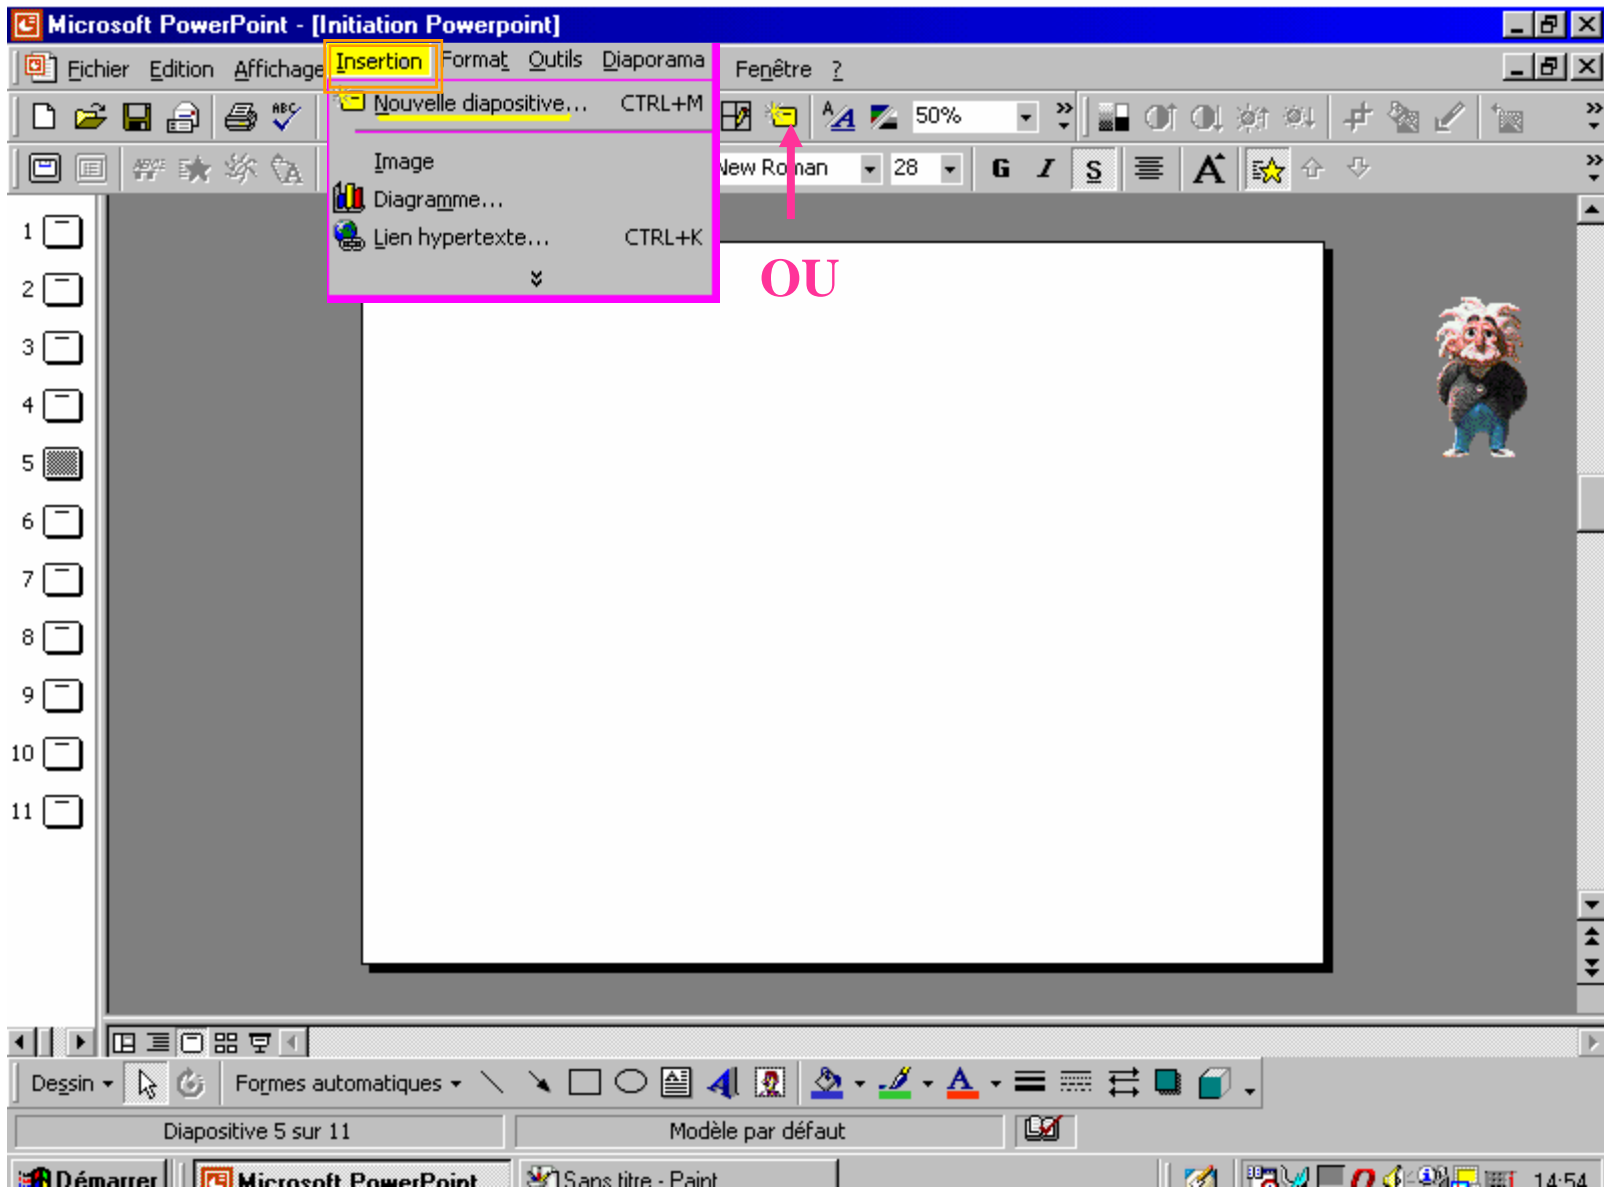 Microsoft PowerPoint - [Initiation Powerpoint]
Fichier Edition Affichage Insertion Format Outils Diaporama Fenêtre ?
Nouvelle diapositive... CTRL+M
50%
ABC
Image
New Roman 28 G I S
Diagramme...
Lien hypertexte... CTRL+K
OU
1
2
3
4
5
6
7
8
9
10
11
Dessin Formes automatiques
Diapositive 5 sur 11 Modèle par défaut
Démarrer Microsoft PowerPoint Sans titre - Paint 14:54